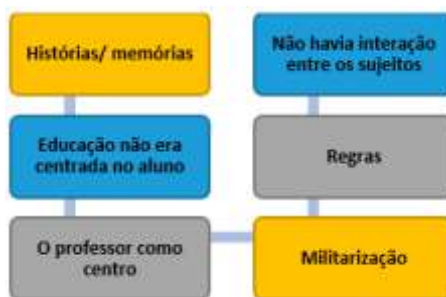 Histórias/ memórias
Educação não era
centrada no aluno
O professor como
centro
Militarização
Regras
Não havia interação
entre os sujeitos